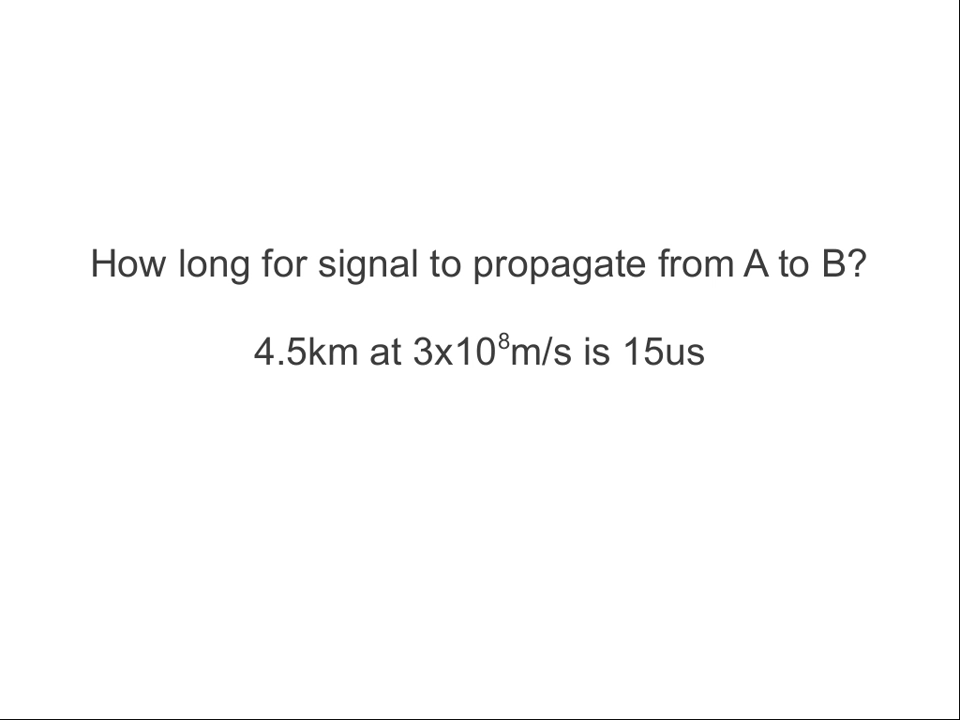 How long for signal to propagate from A to B?
4.5km at 3x10⁸m/s is 15us